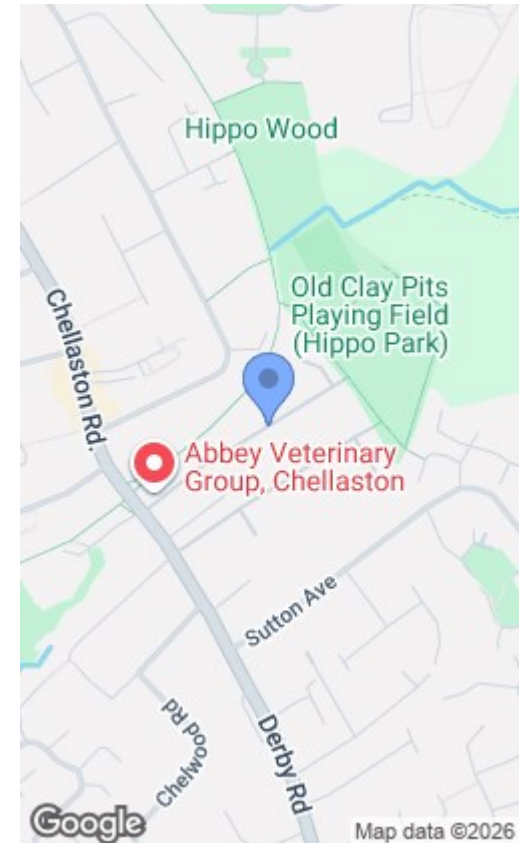 Hippo Wood
Old Clay Pits
Playing Field
(Hippo Park)
Chellaston Rd.
Abbey Veterinary
Group, Chellaston
Sutton Ave
Chelwood Rd
Derby Rd
Google
Map data ©2026